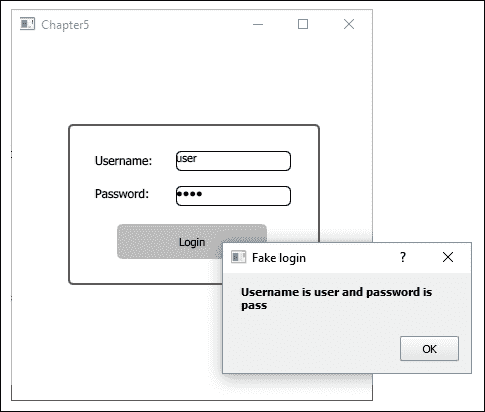 Chapter5
Username: user
Password: ••••
Login
Fake login
?
Username is user and password is
pass
OK